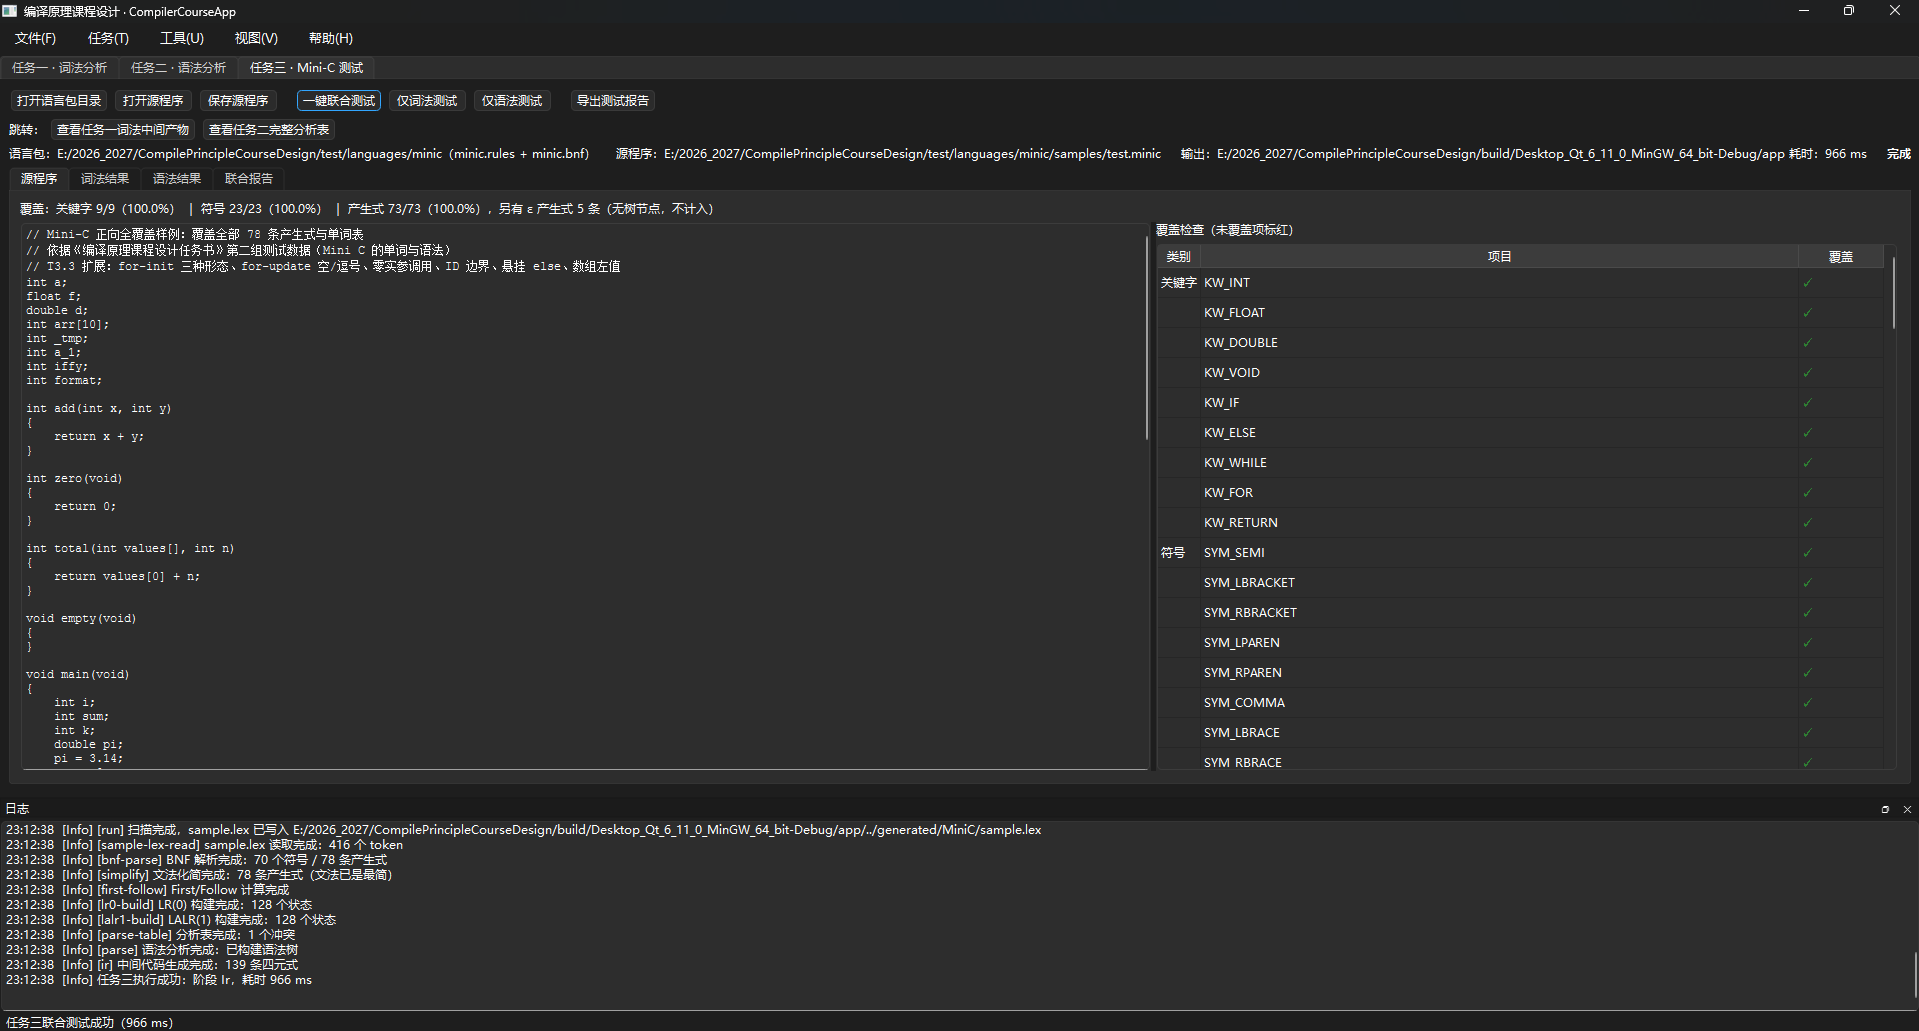 编译原理课程设计 · CompilerCourseApp
文件(F) 任务(T) 工具(U) 视图(V) 帮助(H)
任务一 · 词法分析 任务二 · 语法分析 任务三 · Mini-C 测试
打开语言包目录 打开源程序 保存源程序 一键联合测试 仅词法测试 仅语法测试 导出测试报告
跳转： 查看任务一词法中间产物 查看任务二完整分析表
语言包：E:/2026_2027/CompilePrincipleCourseDesign/test/languages/minic（minic.rules + minic.bnf） 源程序：E:/2026_2027/CompilePrincipleCourseDesign/test/languages/minic/samples/test.minic 输出：E:/2026_2027/CompilePrincipleCourseDesign/build/Desktop_Qt_6_11_0_MinGW_64_bit-Debug/app 耗时：966 ms 完成
源程序 词法结果 语法结果 联合报告
覆盖：关键字 9/9（100.0%） | 符号 23/23（100.0%） | 产生式 73/73（100.0%），另有 ε 产生式 5 条（无树节点，不计入）
// Mini-C 正向全覆盖样例：覆盖全部 78 条产生式与单词表
// 依据《编译原理课程设计任务书》第二组测试数据（Mini C 的单词与语法）
// T3.3 扩展：for-init 三种形态、for-update 空/逗号、零实参调用、ID 边界、悬挂 else、数组左值
int a;
float f;
double d;
int arr[10];
int _tmp;
int a_1;
int iffy;
int format;
int add(int x, int y)
{
    return x + y;
}
int zero(void)
{
    return 0;
}
int total(int values[], int n)
{
    return values[0] + n;
}
void empty(void)
{
}
void main(void)
{
    int i;
    int sum;
    int k;
    double pi;
    pi = 3.14;
覆盖检查（未覆盖项标红）
类别 项目 覆盖
关键字 KW_INT ✓
KW_FLOAT ✓
KW_DOUBLE ✓
KW_VOID ✓
KW_IF ✓
KW_ELSE ✓
KW_WHILE ✓
KW_FOR ✓
KW_RETURN ✓
符号 SYM_SEMI ✓
SYM_LBRACKET ✓
SYM_RBRACKET ✓
SYM_LPAREN ✓
SYM_RPAREN ✓
SYM_COMMA ✓
SYM_LBRACE ✓
SYM_RBRACE ✓
日志
23:12:38 [Info] [run] 扫描完成，sample.lex 已写入 E:/2026_2027/CompilePrincipleCourseDesign/build/Desktop_Qt_6_11_0_MinGW_64_bit-Debug/app/../generated/MiniC/sample.lex
23:12:38 [Info] [sample-lex-read] sample.lex 读取完成：416 个 token
23:12:38 [Info] [bnf-parse] BNF 解析完成：70 个符号 / 78 条产生式
23:12:38 [Info] [simplify] 文法化简完成：78 条产生式（文法已是最简）
23:12:38 [Info] [first-follow] First/Follow 计算完成
23:12:38 [Info] [lr0-build] LR(0) 构建完成：128 个状态
23:12:38 [Info] [lalr1-build] LALR(1) 构建完成：128 个状态
23:12:38 [Info] [parse-table] 分析表完成：1 个冲突
23:12:38 [Info] [parse] 语法分析完成：已构建语法树
23:12:38 [Info] [ir] 中间代码生成完成：139 条四元式
23:12:38 [Info] 任务三执行成功：阶段 Ir，耗时 966 ms
任务三联合测试成功（966 ms）